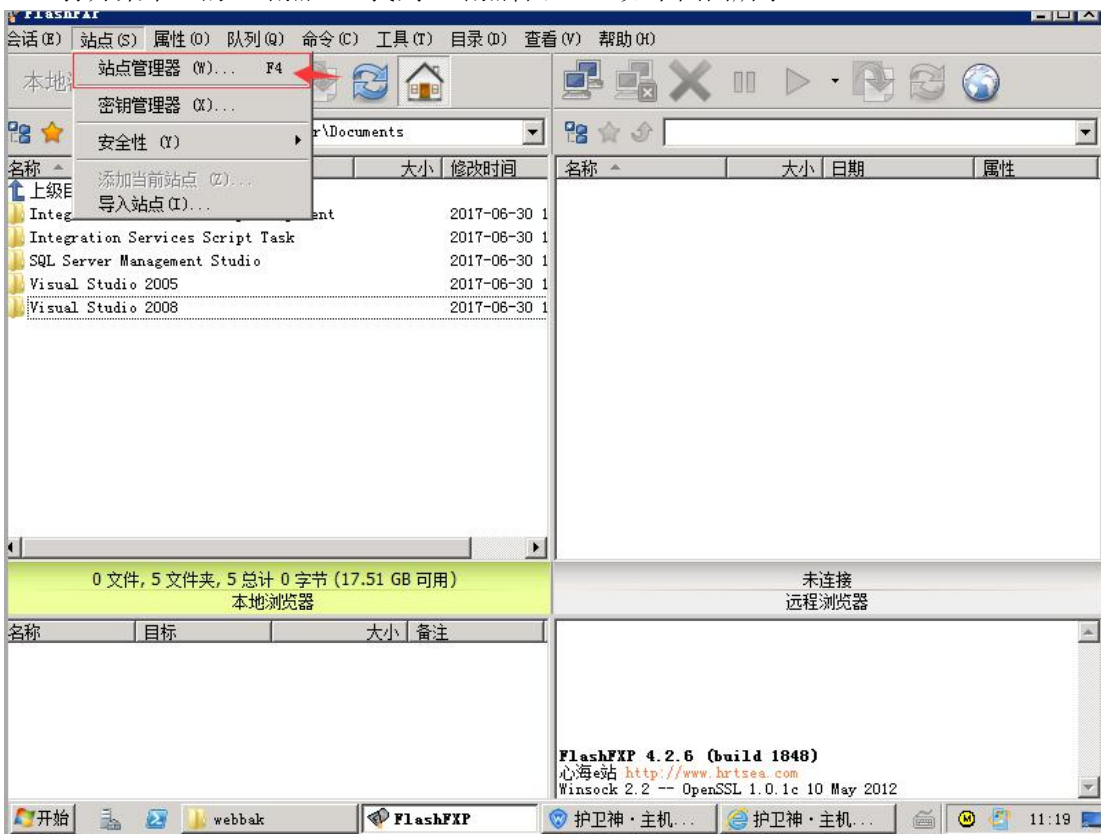 FlashFXP
会话(E) 站点(S) 属性(O) 队列(Q) 命令(C) 工具(T) 目录(D) 查看(V) 帮助(H)
站点管理器 (W)... F4
密钥管理器 (X)...
安全性 (Y)
添加当前站点 (Z)...
导入站点(I)...
本地
r\Documents
名称 大小 修改时间
名称 大小 日期 属性
上级目
Integ ent 2017-06-30 1
Integration Services Script Task 2017-06-30 1
SQL Server Management Studio 2017-06-30 1
Visual Studio 2005 2017-06-30 1
Visual Studio 2008 2017-06-30 1
0 文件, 5 文件夹, 5 总计 0 字节 (17.51 GB 可用)
本地浏览器
未连接
远程浏览器
名称 目标 大小 备注
FlashFXP 4.2.6 (build 1848)
心海e站 http://www.hrtsea.com
Winsock 2.2 -- OpenSSL 1.0.1c 10 May 2012
开始 webbak FlashFXP 护卫神·主机... 护卫神·主机... 11:19